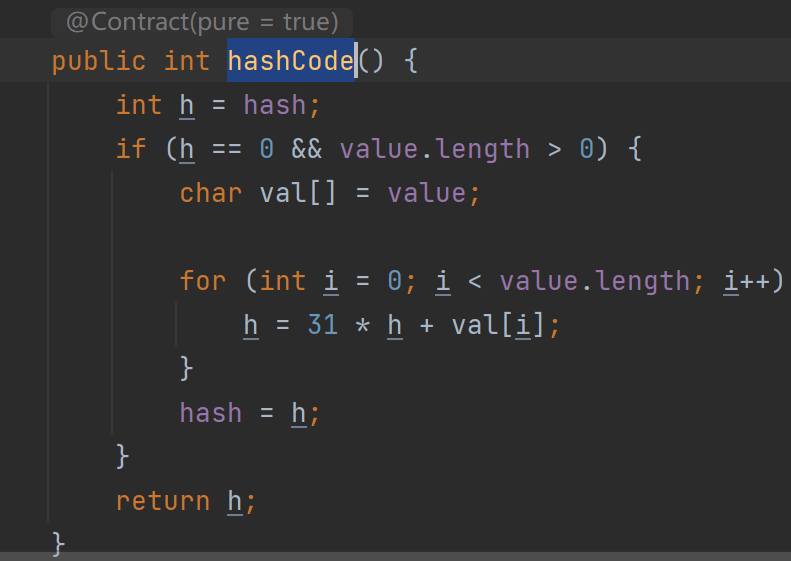 @Contract(pure = true)
public int hashCode() {
int h = hash;
if (h == 0 && value.length > 0) {
char val[] = value;
for (int i = 0; i < value.length; i++)
h = 31 * h + val[i];
}
hash = h;
}
return h;
}